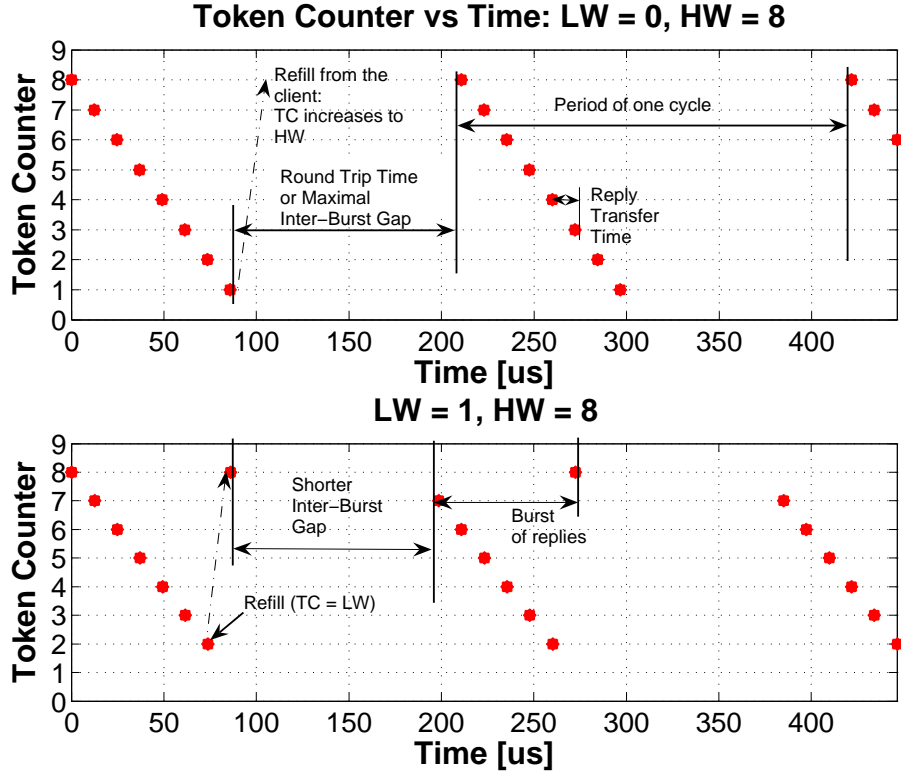 Token Counter vs Time: LW = 0, HW = 8
9
8
7
6
5
4
3
2
1
0
Token Counter
Refill from the
client:
TC increases to
HW
Period of one cycle
Round Trip Time
or Maximal
Inter−Burst Gap
Reply
Transfer
Time
0 50 100 150 200 250 300 350 400
Time [us]
LW = 1, HW = 8
9
8
7
6
5
4
3
2
1
0
Token Counter
Shorter
Inter−Burst
Gap
Burst
of replies
Refill (TC = LW)
0 50 100 150 200 250 300 350 400
Time [us]